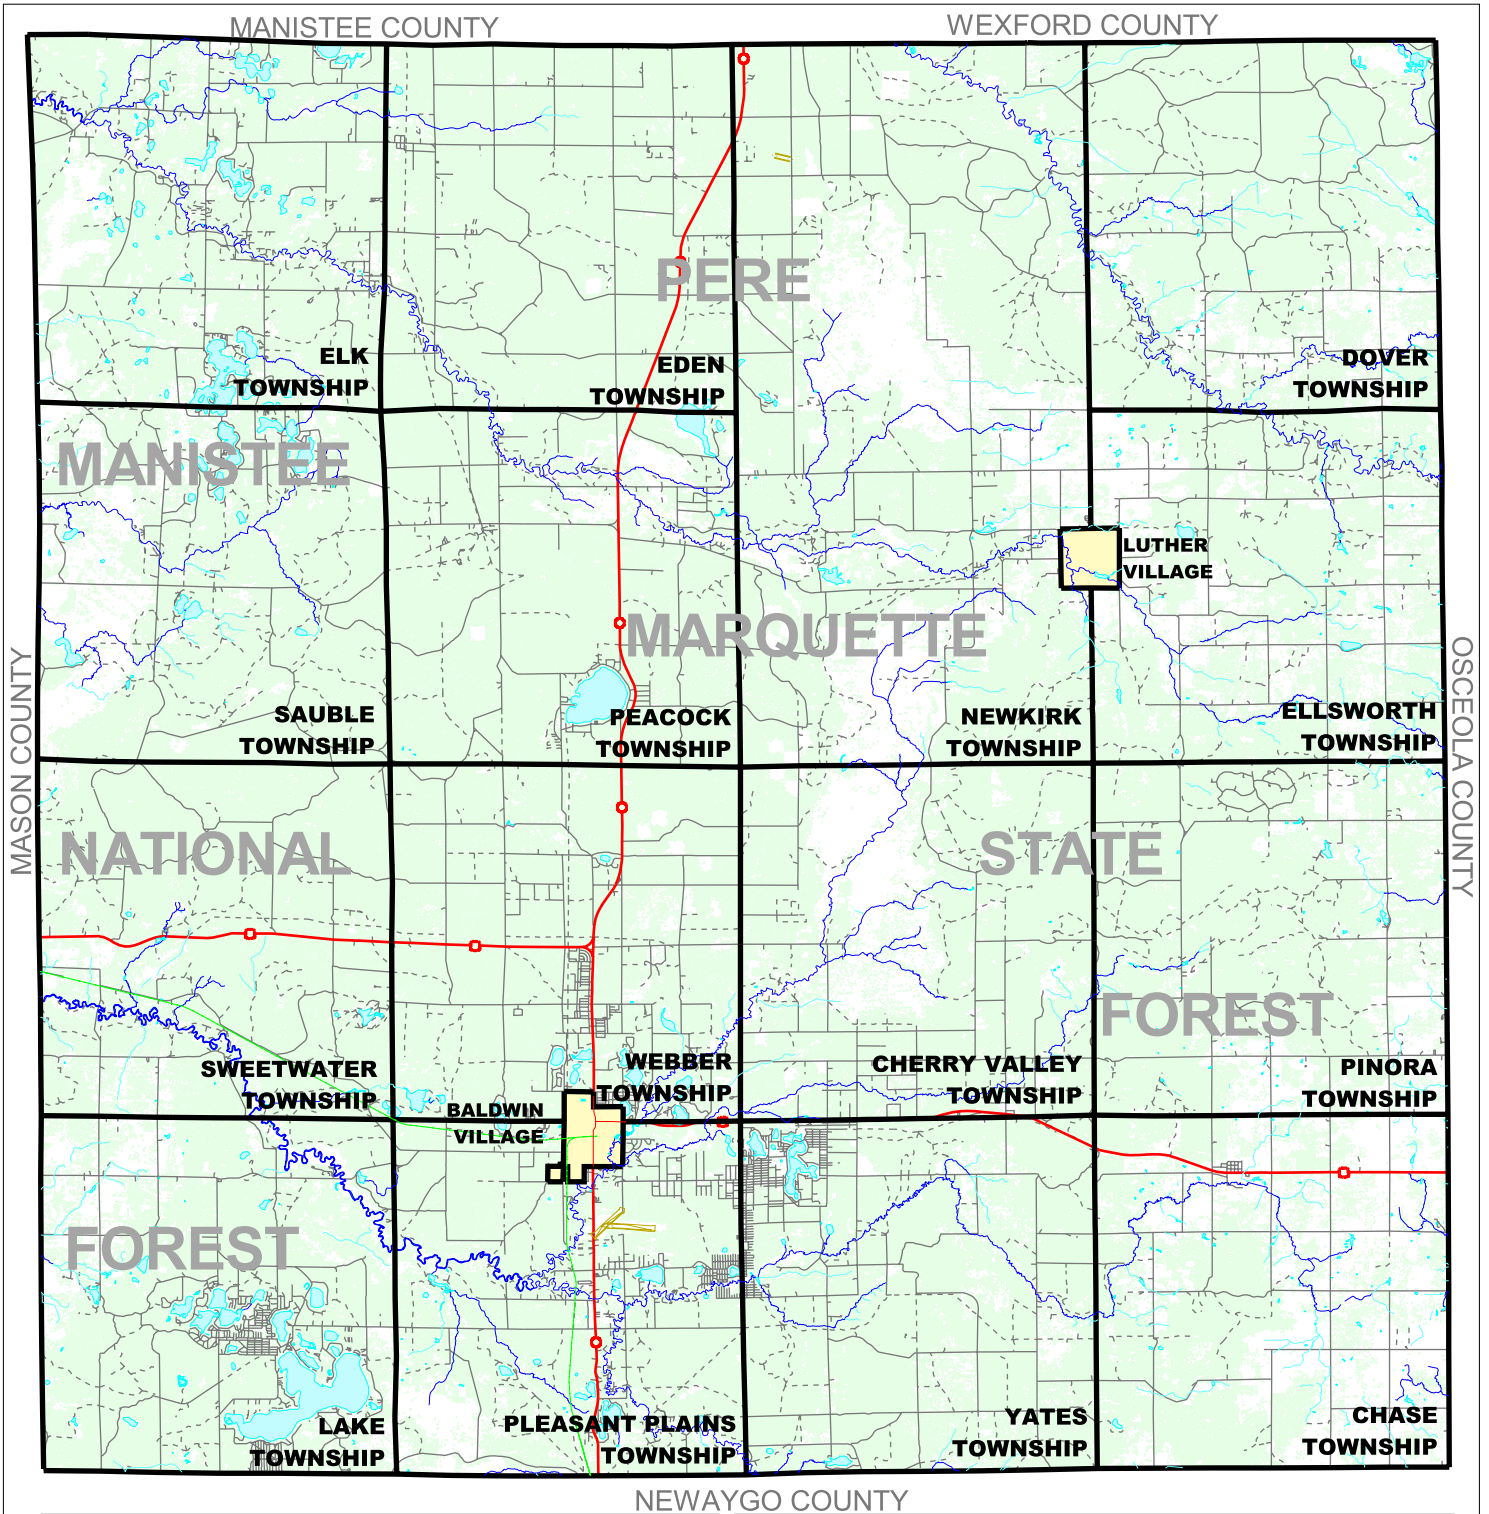 MANISTEE COUNTY
WEXFORD COUNTY
PERE
ELK
TOWNSHIP
EDEN
TOWNSHIP
DOVER
TOWNSHIP
MANISTEE
LUTHER
VILLAGE
MARQUETTE
MASON COUNTY
OSCEOLA COUNTY
SAUBLE
TOWNSHIP
PEACOCK
TOWNSHIP
NEWKIRK
TOWNSHIP
ELLSWORTH
TOWNSHIP
NATIONAL
STATE
FOREST
SWEETWATER
TOWNSHIP
WEBBER
TOWNSHIP
CHERRY VALLEY
TOWNSHIP
PINORA
TOWNSHIP
BALDWIN
VILLAGE
FOREST
LAKE
TOWNSHIP
PLEASANT PLAINS
TOWNSHIP
YATES
TOWNSHIP
CHASE
TOWNSHIP
NEWAYGO COUNTY